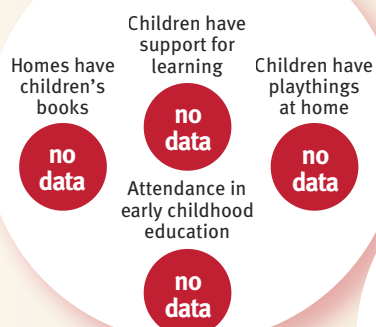 Children have
support for
learning
no
data
Homes have
children’s
books
no
data
Children have
playthings
at home
no
data
Attendance in
early childhood
education
no
data